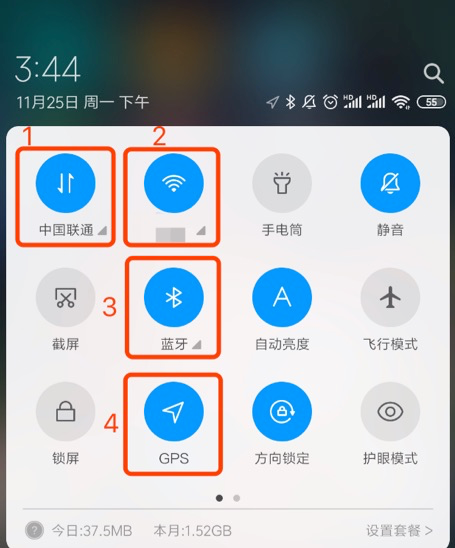 3:44
11月25日 周一 下午
HD
HD
55
1
2
中国联通
手电筒
静音
3
截屏
蓝牙
自动亮度
飞行模式
4
锁屏
GPS
方向锁定
护眼模式
? 今日:37.5MB 本月:1.52GB 设置套餐 >